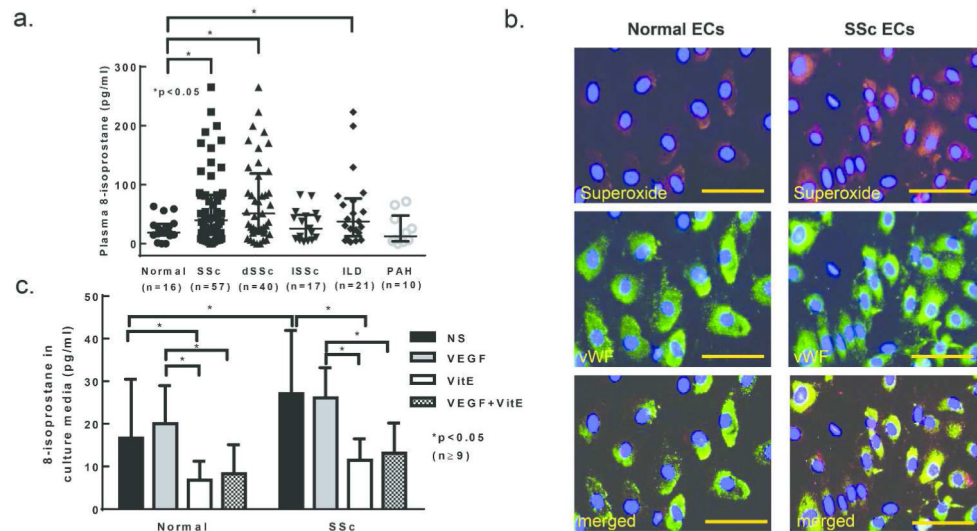 a.
*
*
*
*p<0.05
Plasma 8-isoprostane (pg/ml)
300
200
100
0
Normal SSc dSSc lSSc ILD PAH
(n=16) (n=57) (n=40) (n=17) (n=21) (n=10)
b.
Normal ECs SSc ECs
Superoxide Superoxide
vWF vWF
merged merged
c.
8-isoprostane in
culture media (pg/ml)
50
40
30
20
10
0
*
*
*
*
*
*
*
NS
VEGF
VitE
VEGF+VitE
*p<0.05
(n≥9)
Normal SSc